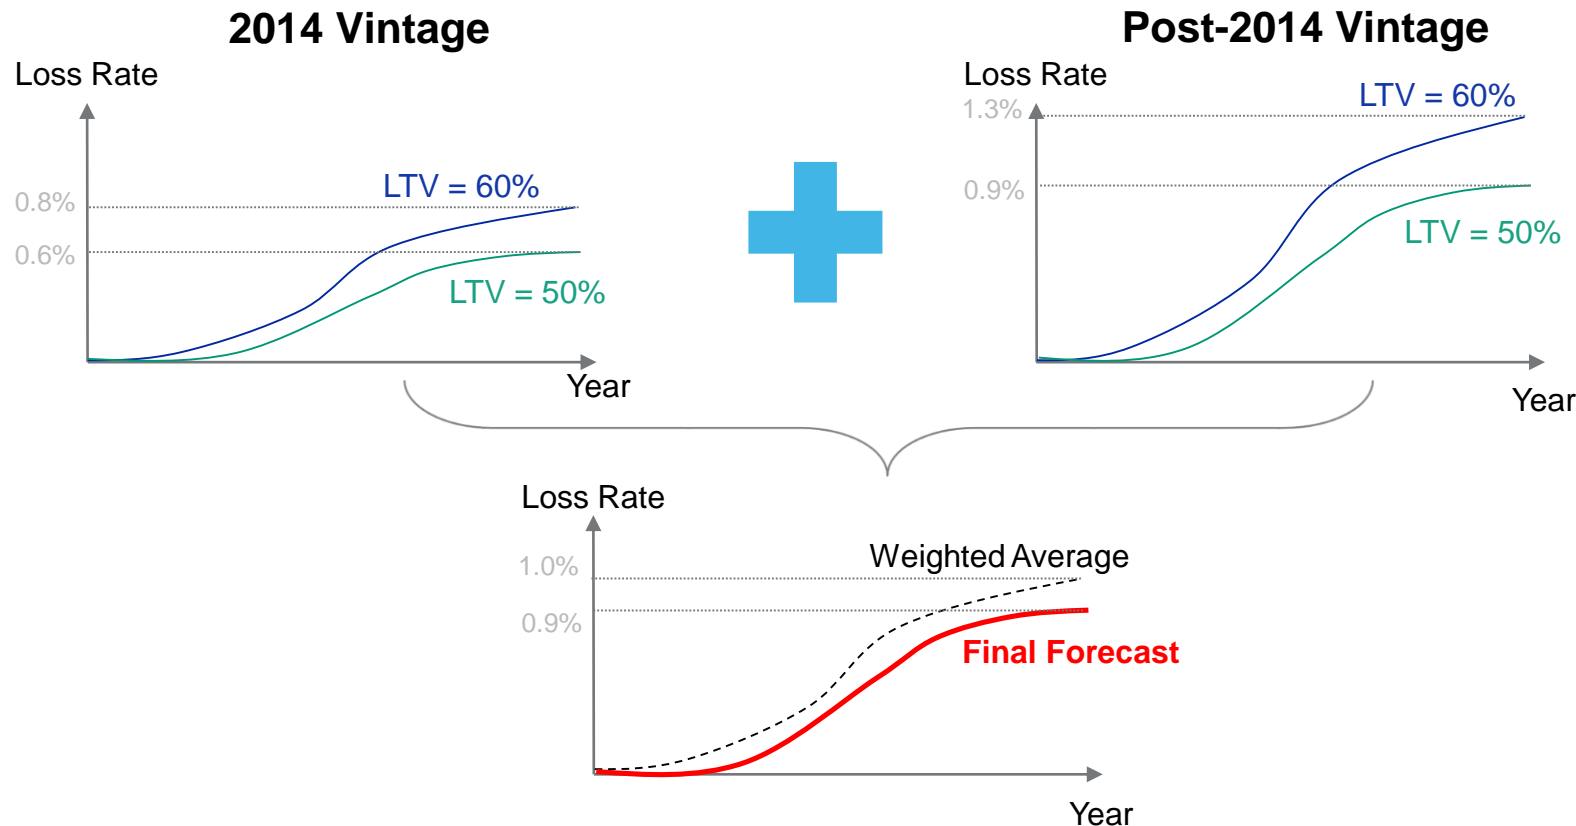 2014 Vintage
Loss Rate
LTV = 60%
0.8%
0.6%
LTV = 50%
Year
Post-2014 Vintage
Loss Rate
1.3%
LTV = 60%
0.9%
LTV = 50%
Year
Loss Rate
Weighted Average
1.0%
0.9%
Final Forecast
Year